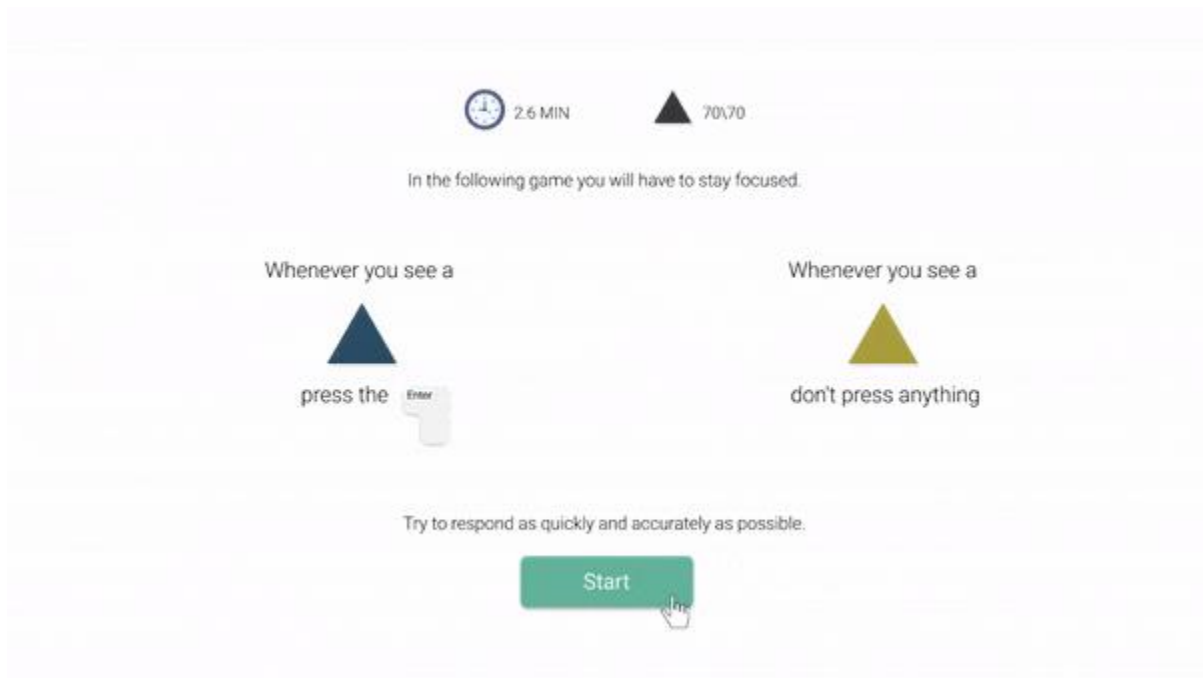 2.6 MIN
70\70
In the following game you will have to stay focused.
Whenever you see a
press the Enter
Whenever you see a
don't press anything
Try to respond as quickly and accurately as possible.
Start